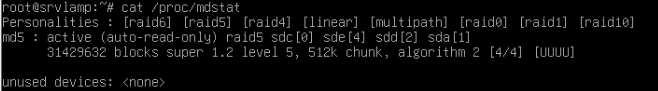 root@srvlamp:~# cat /proc/mdstat
Personalities : [raid6] [raid5] [raid4] [linear] [multipath] [raid0] [raid1] [raid10]
md5 : active (auto-read-only) raid5 sdc[0] sde[4] sdd[2] sda[1]
      31429632 blocks super 1.2 level 5, 512k chunk, algorithm 2 [4/4] [UUUU]
unused devices: <none>